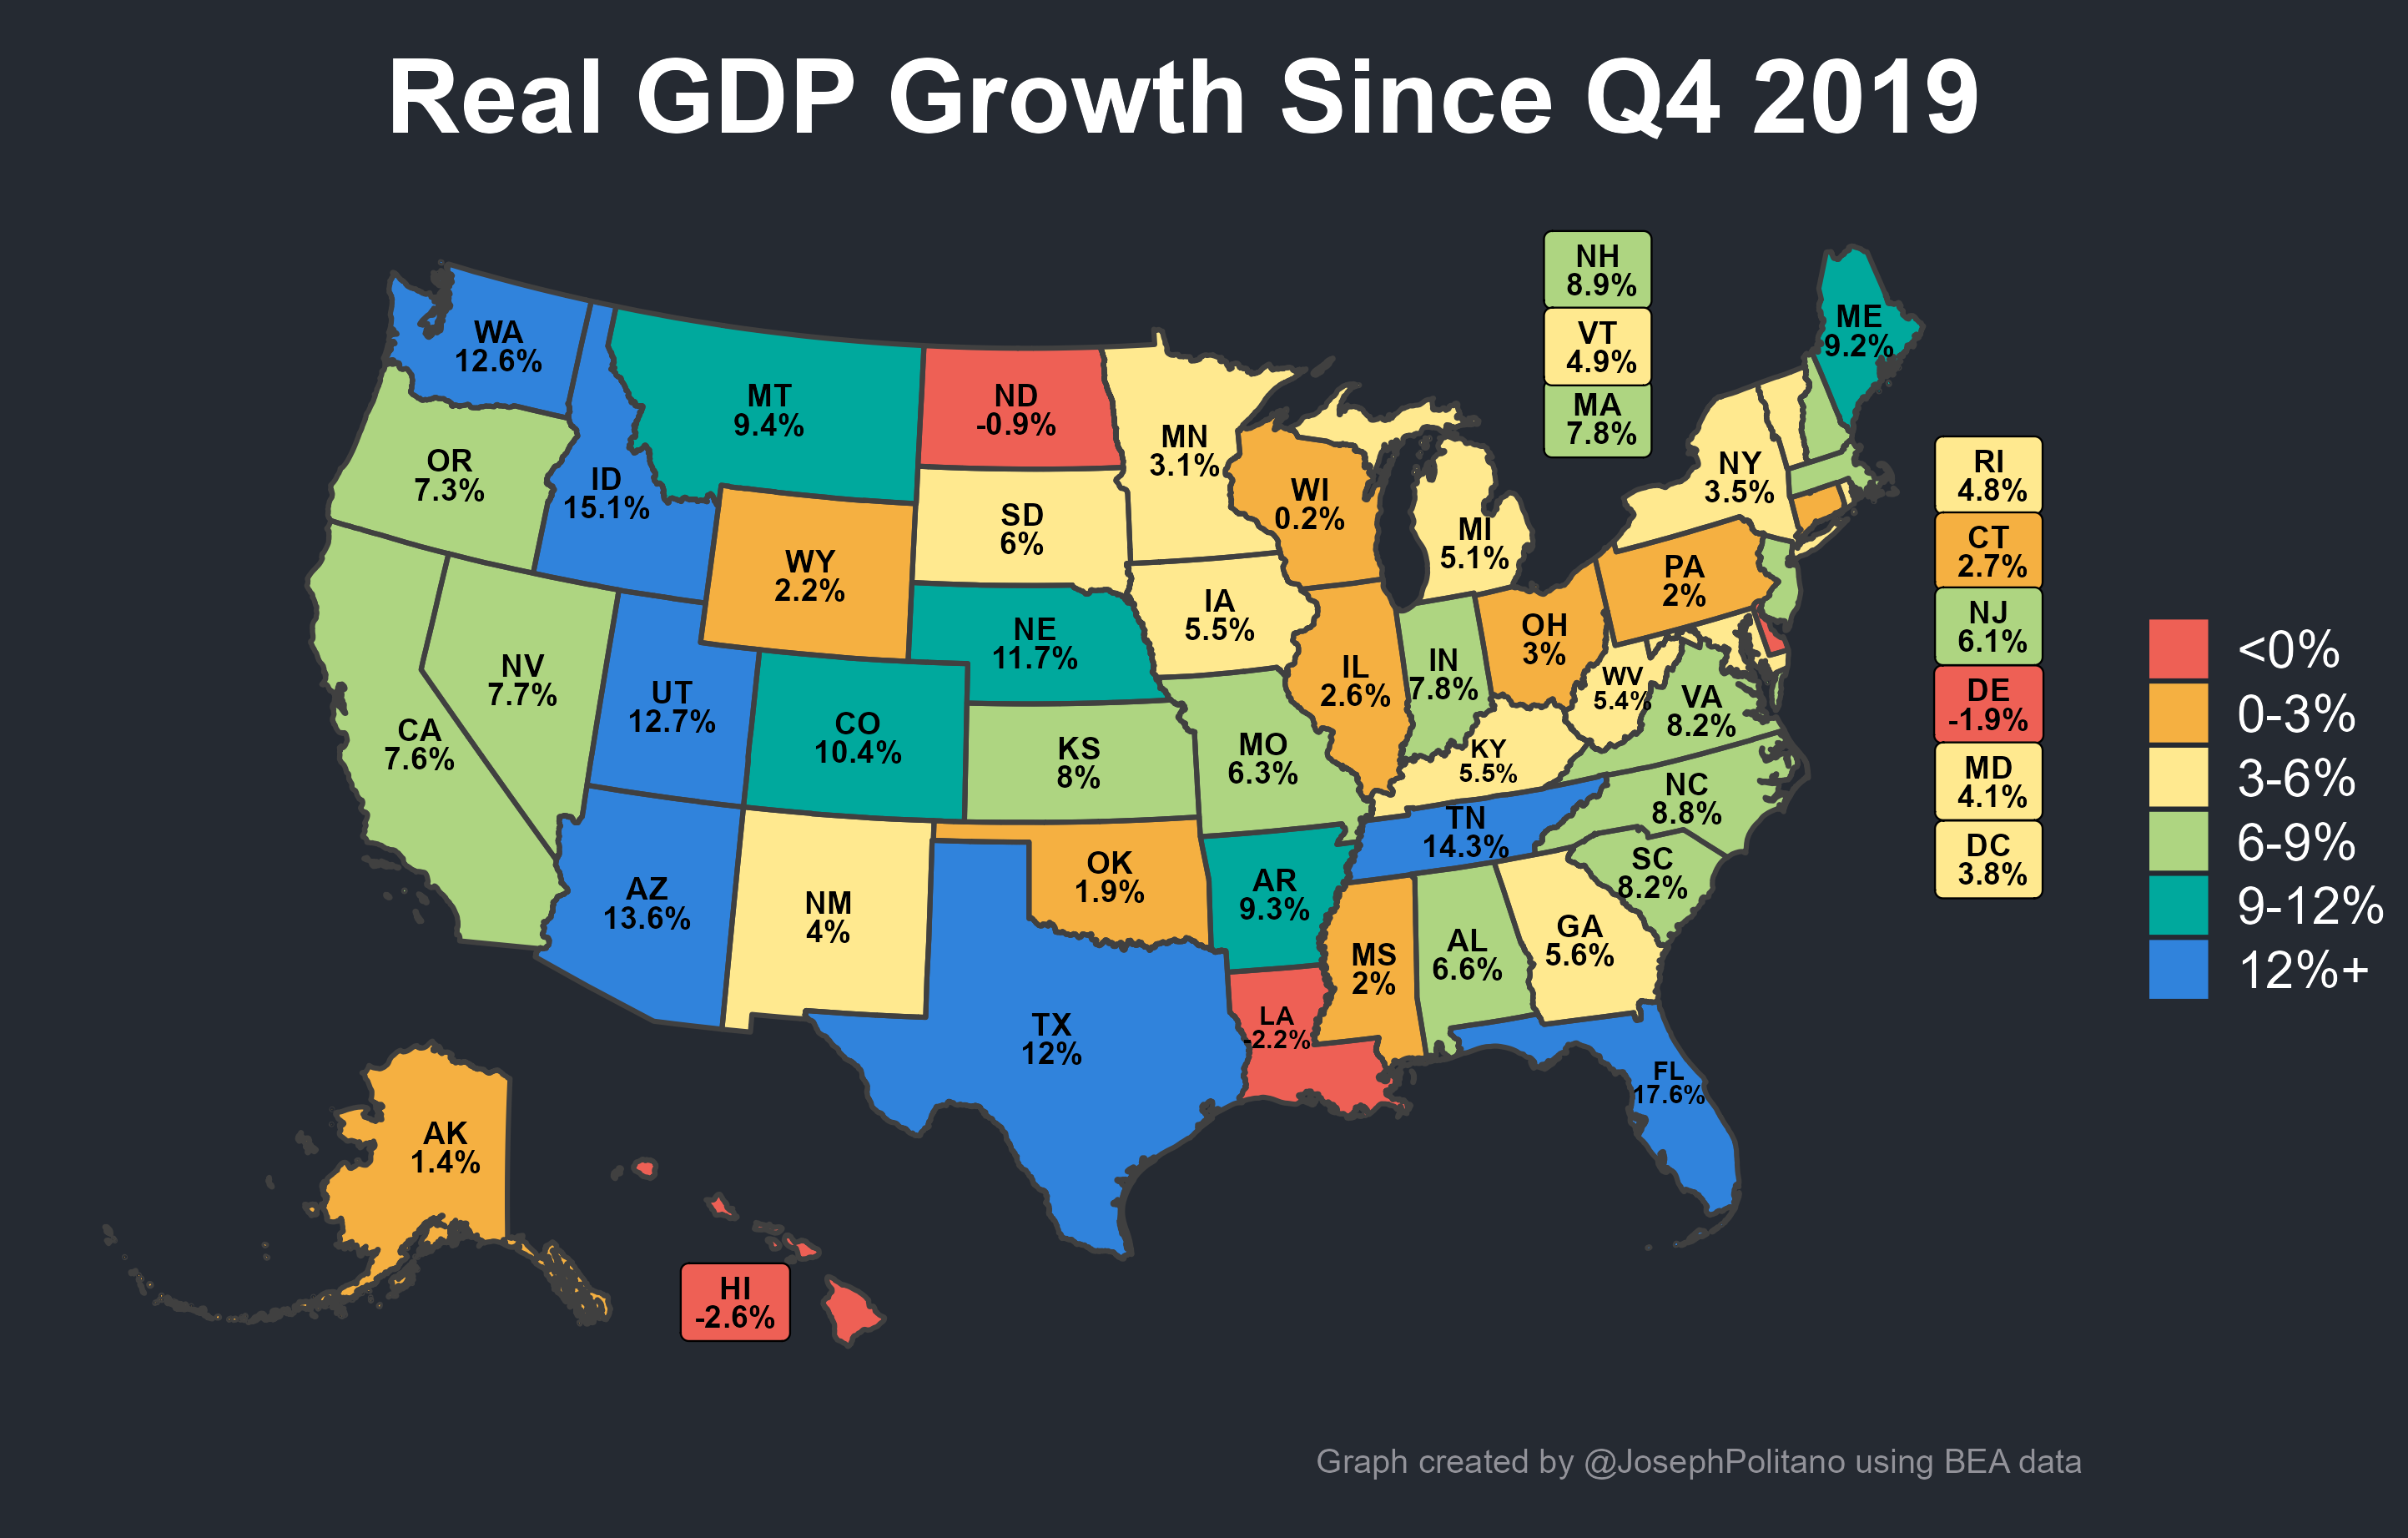 Real GDP Growth Since Q4 2019
NH
8.9%
VT
4.9%
MA
7.8%
ME
9.2%
WA
12.6%
MT
9.4%
ND
-0.9%
MN
3.1%
OR
7.3%
ID
15.1%
WY
2.2%
SD
6%
WI
0.2%
MI
5.1%
NY
3.5%
PA
2%
RI
4.8%
CT
2.7%
NJ
6.1%
DE
-1.9%
MD
4.1%
DC
3.8%
CA
7.6%
NV
7.7%
UT
12.7%
CO
10.4%
NE
11.7%
KS
8%
IA
5.5%
MO
6.3%
IL
2.6%
IN
7.8%
OH
3%
WV
5.4%
VA
8.2%
KY
5.5%
NC
8.8%
TN
14.3%
SC
8.2%
AZ
13.6%
NM
4%
OK
1.9%
AR
9.3%
TX
12%
LA
-2.2%
MS
2%
AL
6.6%
GA
5.6%
FL
17.6%
AK
1.4%
HI
-2.6%
<0%
0-3%
3-6%
6-9%
9-12%
12%+
Graph created by @JosephPolitano using BEA data